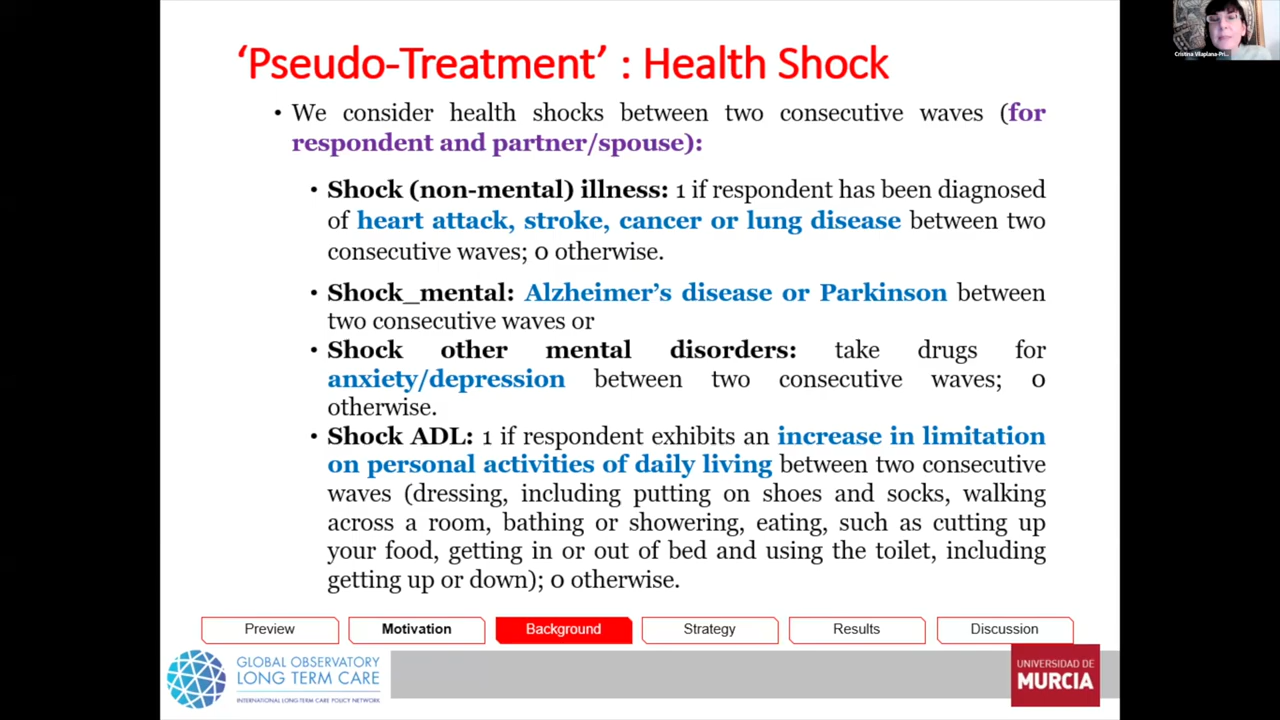 Cristina Vilaplana-Pri...
‘Pseudo-Treatment’ : Health Shock
• We consider health shocks between two consecutive waves (for
respondent and partner/spouse):
• Shock (non-mental) illness: 1 if respondent has been diagnosed
of heart attack, stroke, cancer or lung disease between two
consecutive waves; 0 otherwise.
• Shock_mental: Alzheimer’s disease or Parkinson between
two consecutive waves or
• Shock other mental disorders: take drugs for
anxiety/depression between two consecutive waves; 0
otherwise.
• Shock ADL: 1 if respondent exhibits an increase in limitation
on personal activities of daily living between two consecutive
waves (dressing, including putting on shoes and socks, walking
across a room, bathing or showering, eating, such as cutting up
your food, getting in or out of bed and using the toilet, including
getting up or down); 0 otherwise.
Preview Motivation Background Strategy Results Discussion
GLOBAL OBSERVATORY
LONG TERM CARE
INTERNATIONAL LONG-TERM CARE POLICY NETWORK
UNIVERSIDAD DE
MURCIA